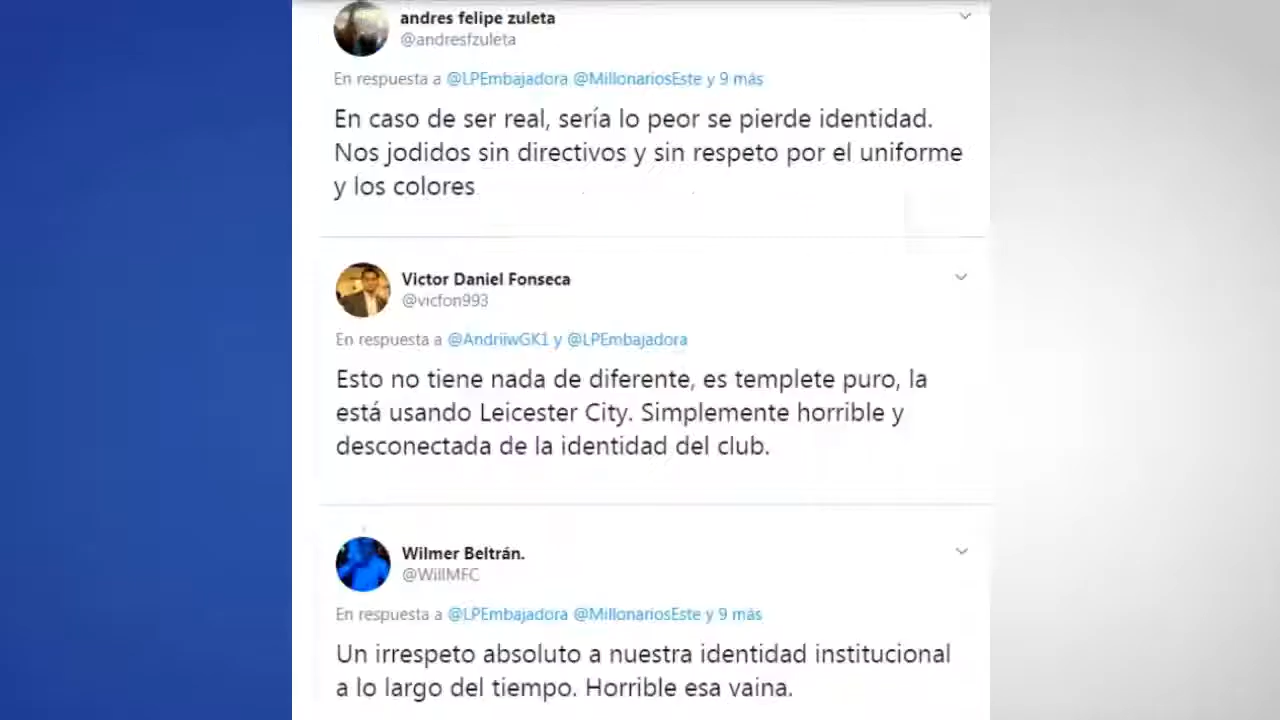 andres felipe zuleta
@andresfzuleta
En respuesta a @LPEmbajadora @MillonariosEste y 9 más
En caso de ser real, sería lo peor se pierde identidad.
Nos jodidos sin directivos y sin respeto por el uniforme
y los colores
Victor Daniel Fonseca
@vicfon993
En respuesta a @AndriiwGK1 y @LPEmbajadora
Esto no tiene nada de diferente, es templete puro, la
está usando Leicester City. Simplemente horrible y
desconectada de la identidad del club.
Wilmer Beltrán.
@WillMFC
En respuesta a @LPEmbajadora @MillonariosEste y 9 más
Un irrespeto absoluto a nuestra identidad institucional
a lo largo del tiempo. Horrible esa vaina.